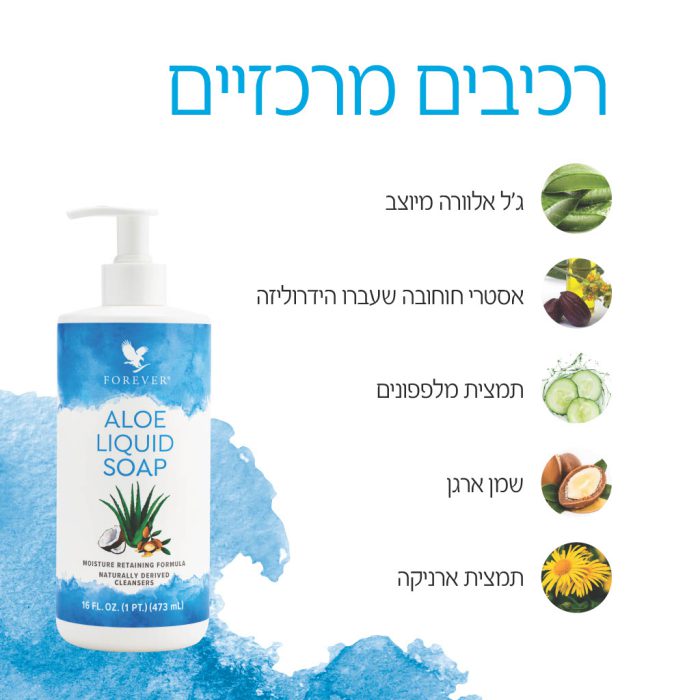 רכיבים מרכזיים
ג'ל אלוורה מיוצב
אסטרי חוחובה שעברו הידרוליזה
תמצית מלפפונים
שמן ארגן
תמצית ארניקה
FOREVER®
ALOE
LIQUID
SOAP
MOISTURE RETAINING FORMULA
NATURALLY DERIVED
CLEANSERS
16 FL. OZ. (1 PT.) (473 mL)